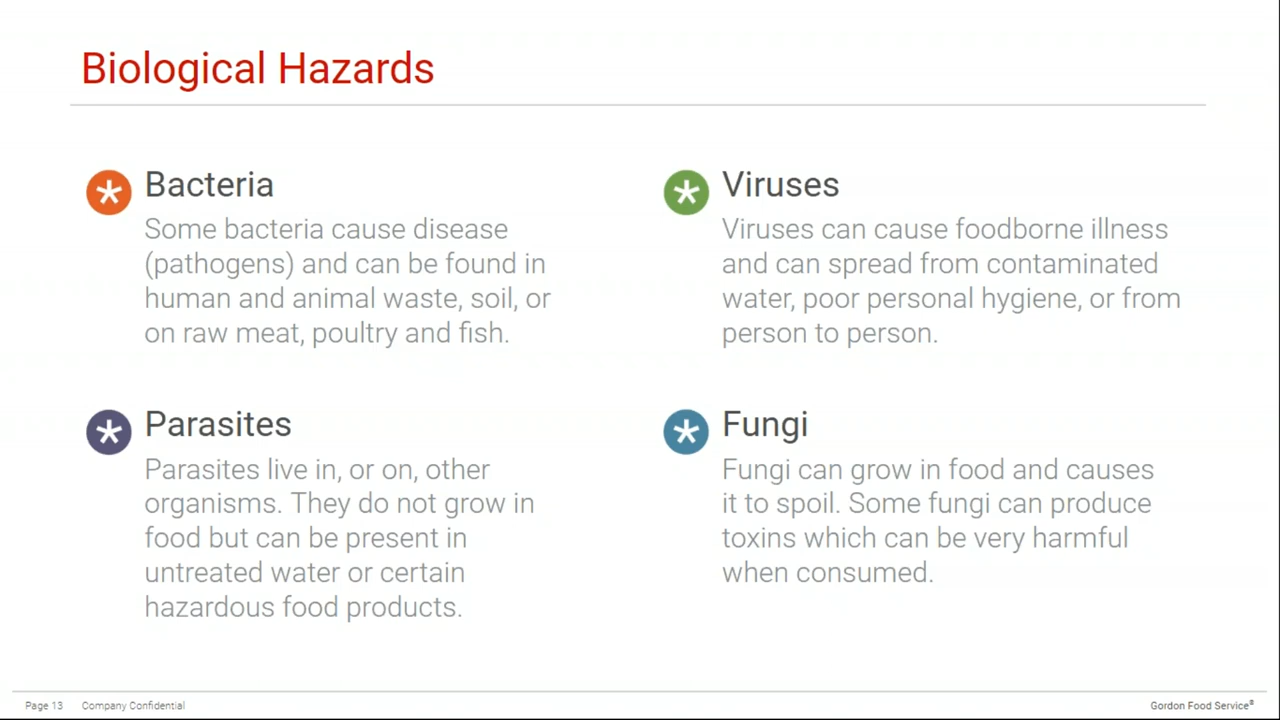 Biological Hazards
Bacteria
Some bacteria cause disease
(pathogens) and can be found in
human and animal waste, soil, or
on raw meat, poultry and fish.
Viruses
Viruses can cause foodborne illness
and can spread from contaminated
water, poor personal hygiene, or from
person to person.
Parasites
Parasites live in, or on, other
organisms. They do not grow in
food but can be present in
untreated water or certain
hazardous food products.
Fungi
Fungi can grow in food and causes
it to spoil. Some fungi can produce
toxins which can be very harmful
when consumed.
Page 13 Company Confidential
Gordon Food Service®